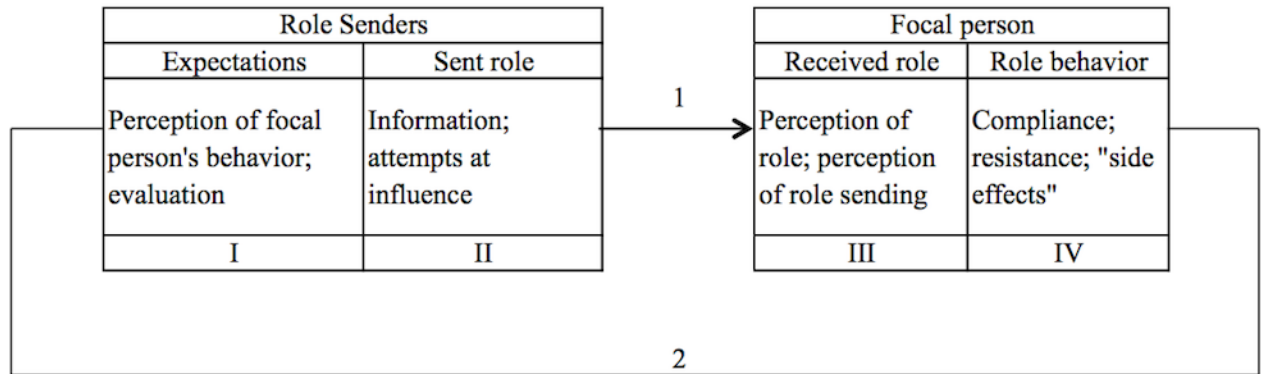 Role Senders
Expectations
Sent role
Perception of focal
person's behavior;
evaluation
Information;
attempts at
influence
I
II
1
Focal person
Received role
Role behavior
Perception of
role; perception
of role sending
Compliance;
resistance; "side
effects"
III
IV
2